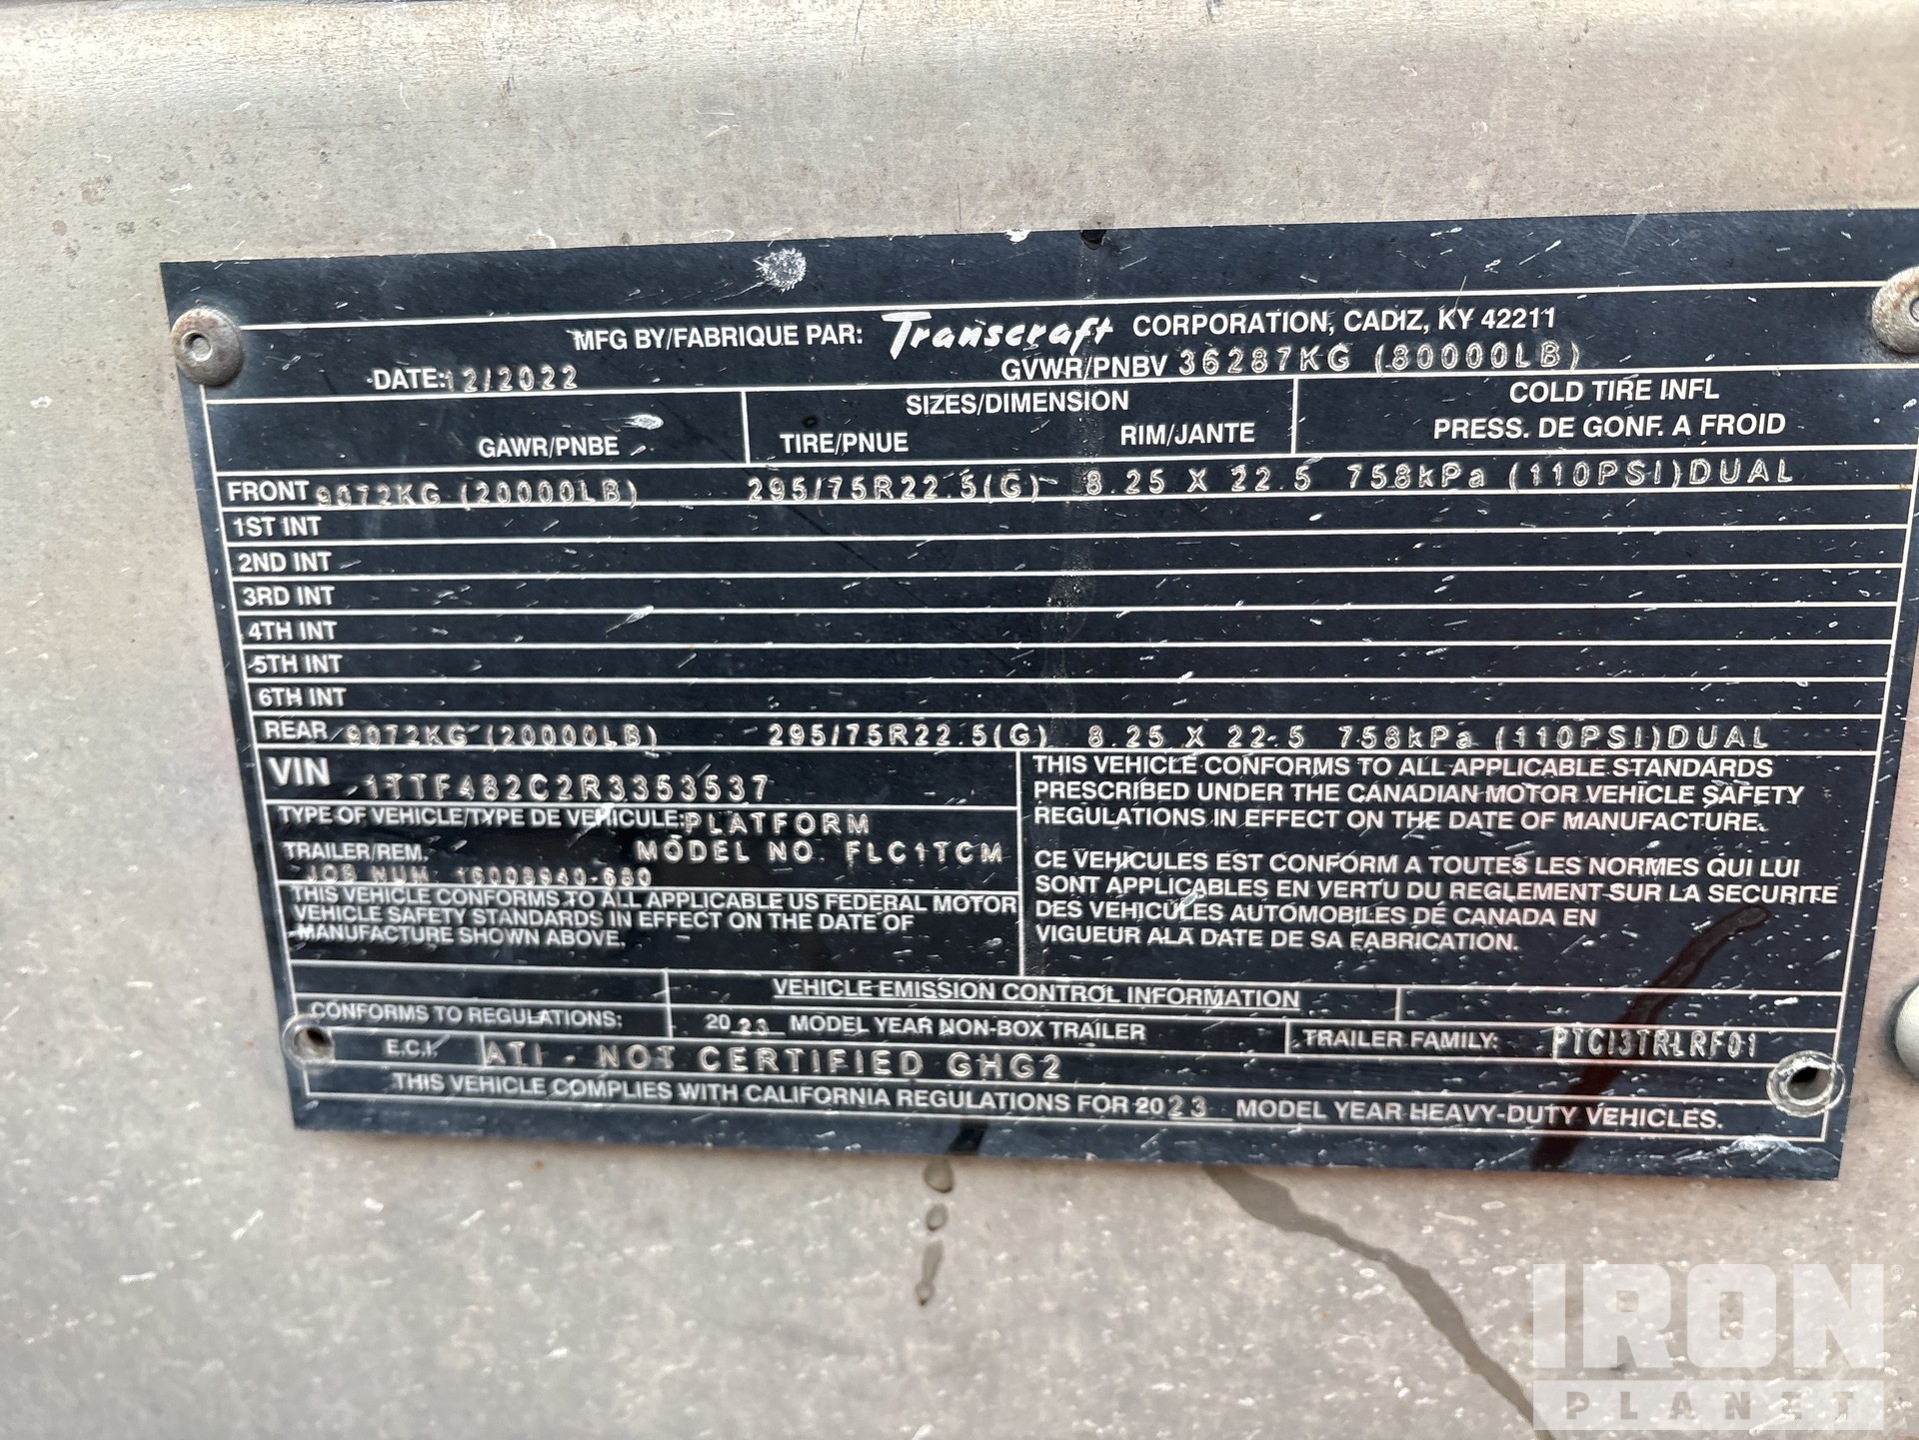 MFG BY/FABRIQUE PAR: Transcraft CORPORATION, CADIZ, KY 42211
DATE: 12/2022 GVWR/PNBV 36287KG (80000LB)
GAWR/PNBE SIZES/DIMENSION COLD TIRE INFL
TIRE/PNUE RIM/JANTE PRESS. DE GONF. A FROID
FRONT 9072KG (20000LB) 295/75R22.5(G) 8.25 X 22.5 758kPa (110PSI)DUAL
1ST INT
2ND INT
3RD INT
4TH INT
5TH INT
6TH INT
REAR 9072KG (20000LB) 295/75R22.5(G) 8.25 X 22.5 758kPa (110PSI)DUAL
VIN 1TTF482C2R3353537
TYPE OF VEHICLE/TYPE DE VEHICULE: PLATFORM
TRAILER/REM. MODEL NO. FLC1TCM
JOB NUM. 16008940-680
THIS VEHICLE CONFORMS TO ALL APPLICABLE US FEDERAL MOTOR
VEHICLE SAFETY STANDARDS IN EFFECT ON THE DATE OF
MANUFACTURE SHOWN ABOVE.
THIS VEHICLE CONFORMS TO ALL APPLICABLE STANDARDS
PRESCRIBED UNDER THE CANADIAN MOTOR VEHICLE SAFETY
REGULATIONS IN EFFECT ON THE DATE OF MANUFACTURE.
CE VEHICULES EST CONFORM A TOUTES LES NORMES QUI LUI
SONT APPLICABLES EN VERTU DU REGLEMENT SUR LA SECURITE
DES VEHICULES AUTOMOBILES DE CANADA EN
VIGUEUR ALA DATE DE SA FABRICATION.
VEHICLE EMISSION CONTROL INFORMATION
CONFORMS TO REGULATIONS: 2023 MODEL YEAR NON-BOX TRAILER TRAILER FAMILY: PTCI3TRLRF01
E.C.I. ATI - NOT CERTIFIED GHG2
THIS VEHICLE COMPLIES WITH CALIFORNIA REGULATIONS FOR 2023 MODEL YEAR HEAVY-DUTY VEHICLES.
IRON
PLANET